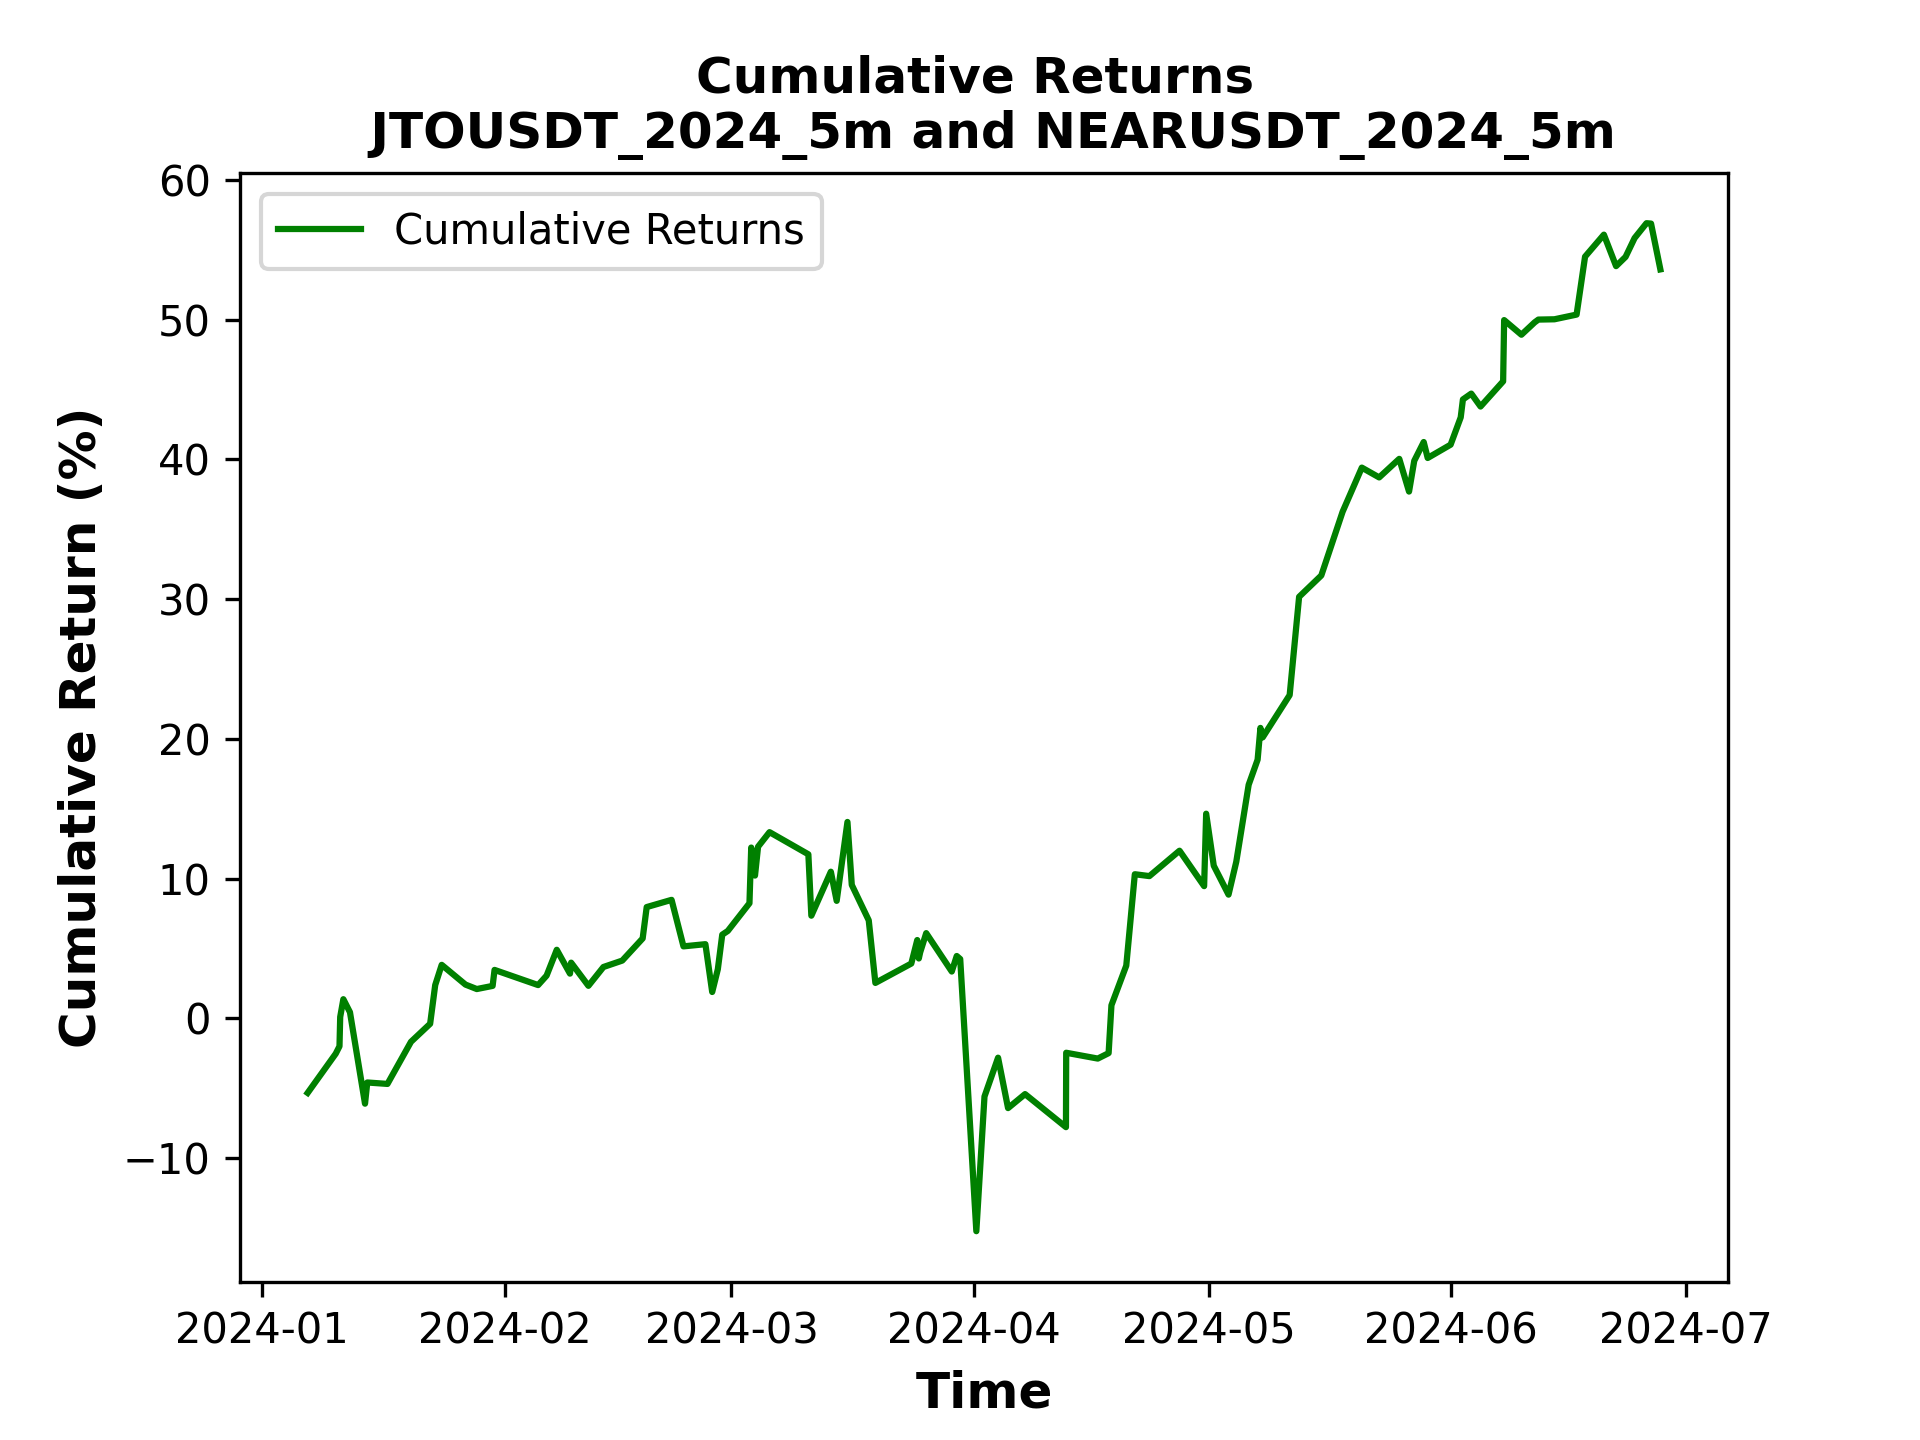 Cumulative Returns
JTOUSDT_2024_5m and NEARUSDT_2024_5m
Cumulative Returns
60
50
40
30
20
10
0
−10
Cumulative Return (%)
2024-01 2024-02 2024-03 2024-04 2024-05 2024-06 2024-07
Time